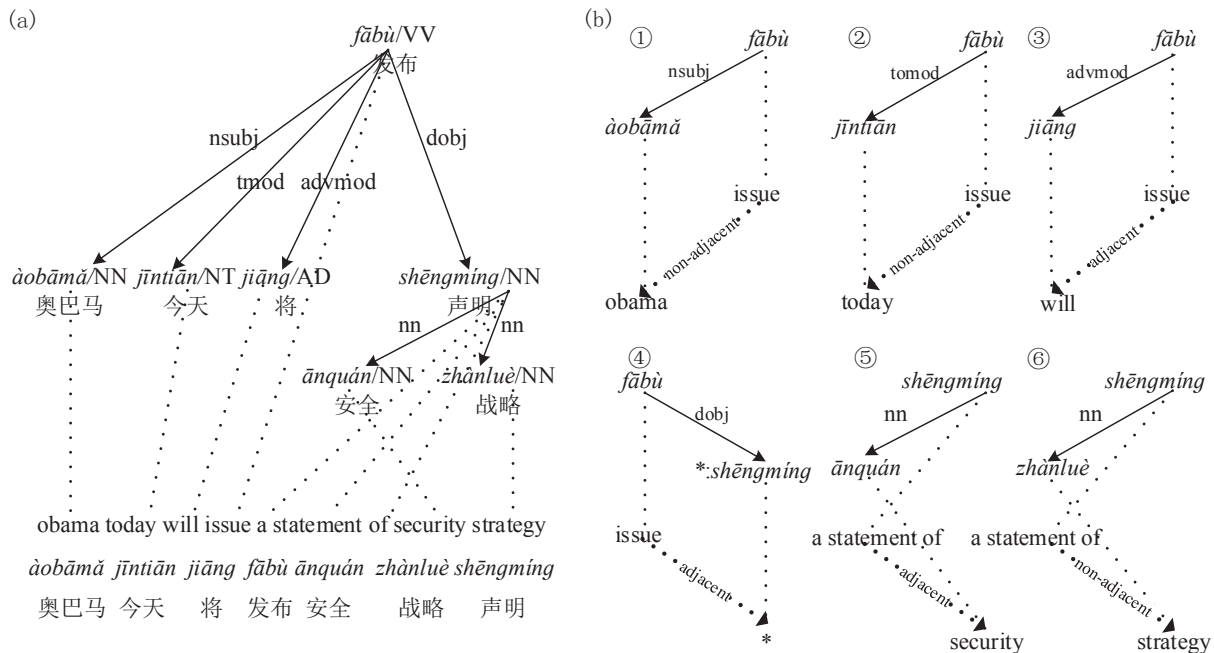 (a)
fābù/VV
发布
nsubj
tmod
advmod
dobj
àobāmǎ/NN jīntiān/NT jiāng/AD shēngmíng/NN
奥巴马 今天 将 声明
nn nn
ānquán/NN zhànluè/NN
安全 战略
obama today will issue a statement of security strategy
àobāmǎ jīntiān jiāng fābù ānquán zhànluè shēngmíng
奥巴马 今天 将 发布 安全 战略 声明
(b)
①
fābù
nsubj
àobāmǎ
issue
non-adjacent
obama
②
fābù
tomod
jīntiān
issue
non-adjacent
today
③
fābù
advmod
jiāng
issue
adjacent
will
④
fābù
dobj
*:shēngmíng
issue
adjacent
*
⑤
shēngmíng
nn
ānquán
a statement of
adjacent
security
⑥
shēngmíng
nn
zhànluè
a statement of
non-adjacent
strategy